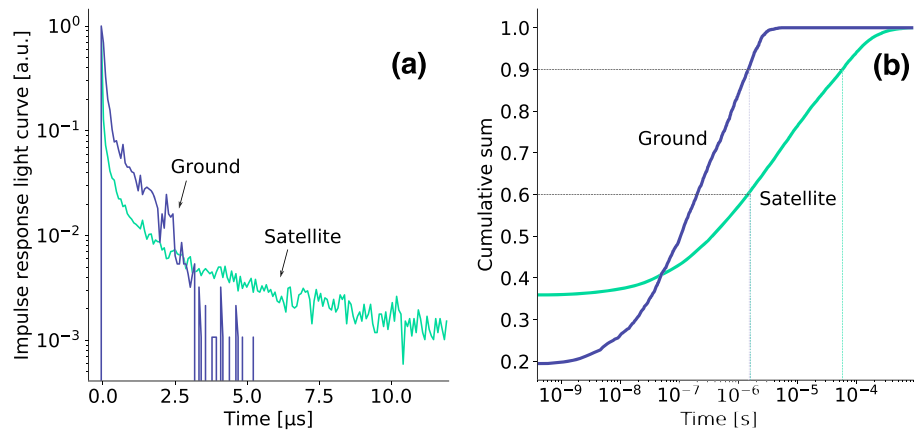 Impulse response light curve [a.u.]
10⁰
10⁻¹
10⁻²
10⁻³
(a)
Ground
Satellite
0.0 2.5 5.0 7.5 10.0
Time [μs]
Cumulative sum
1.0
0.9
0.8
0.7
0.6
0.5
0.4
0.3
0.2
(b)
Ground
Satellite
10⁻⁹ 10⁻⁸ 10⁻⁷ 10⁻⁶ 10⁻⁵ 10⁻⁴
Time [s]